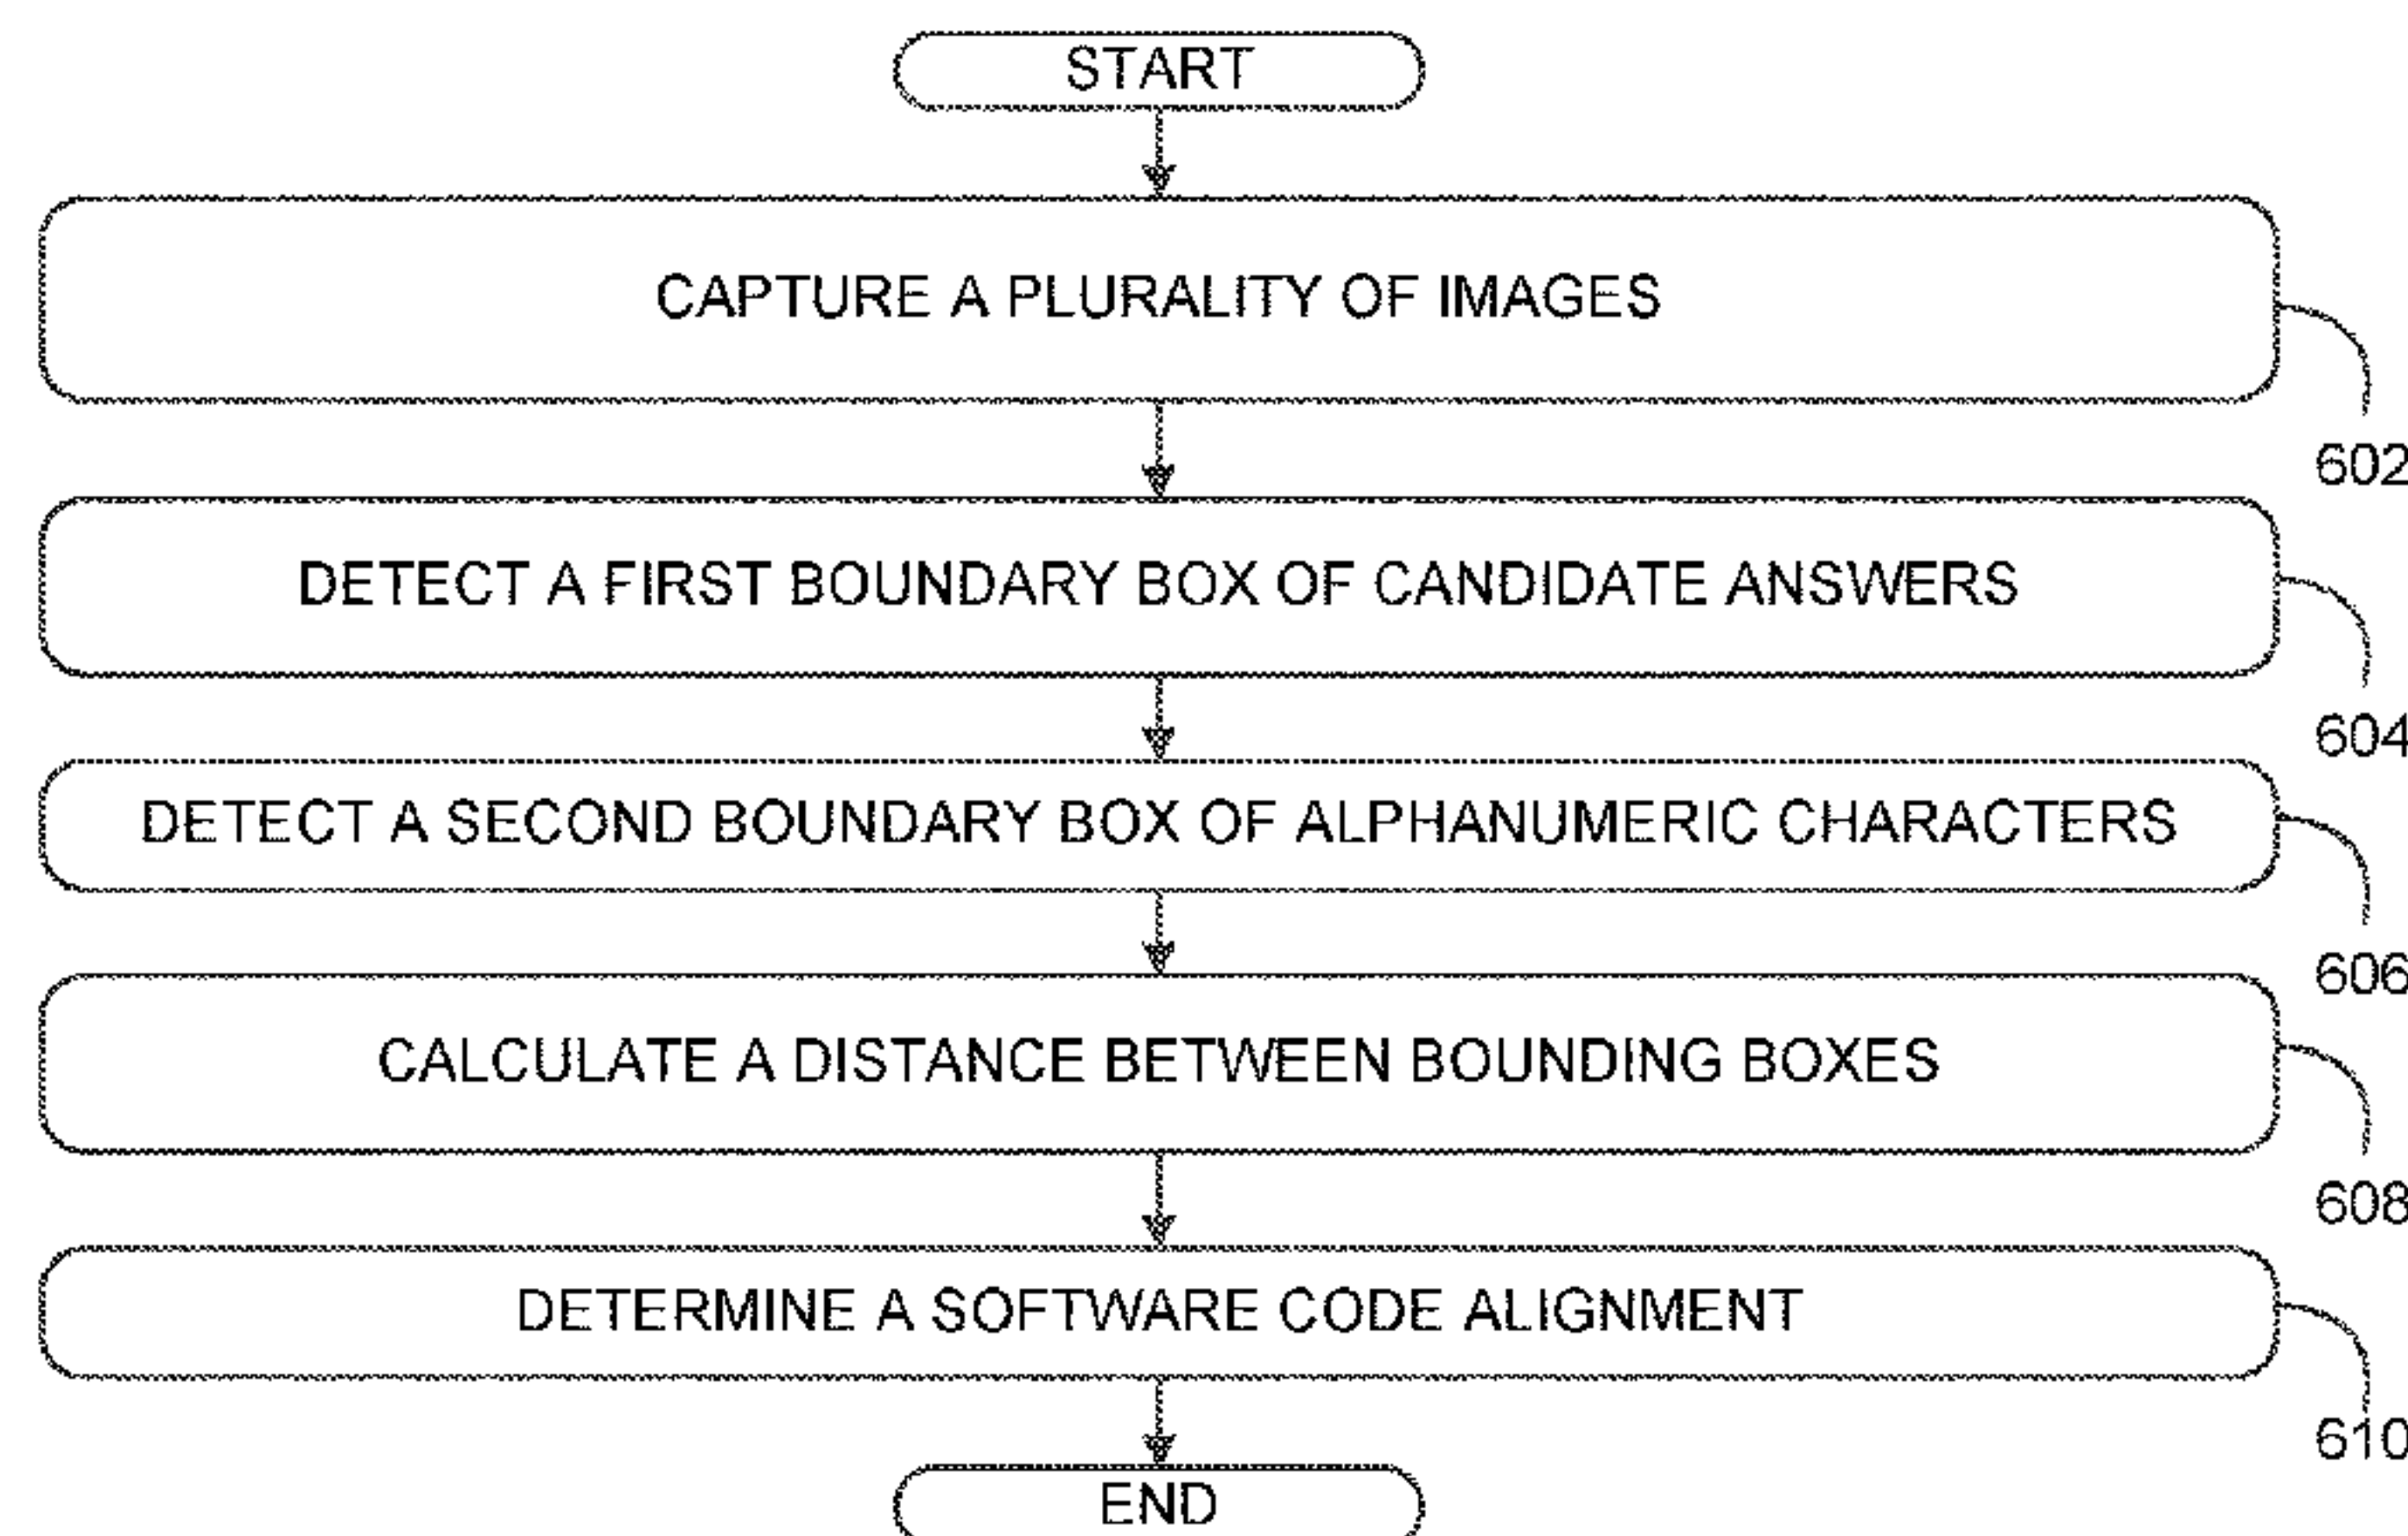 START
CAPTURE A PLURALITY OF IMAGES
602
DETECT A FIRST BOUNDARY BOX OF CANDIDATE ANSWERS
604
DETECT A SECOND BOUNDARY BOX OF ALPHANUMERIC CHARACTERS
606
CALCULATE A DISTANCE BETWEEN BOUNDING BOXES
608
DETERMINE A SOFTWARE CODE ALIGNMENT
610
END